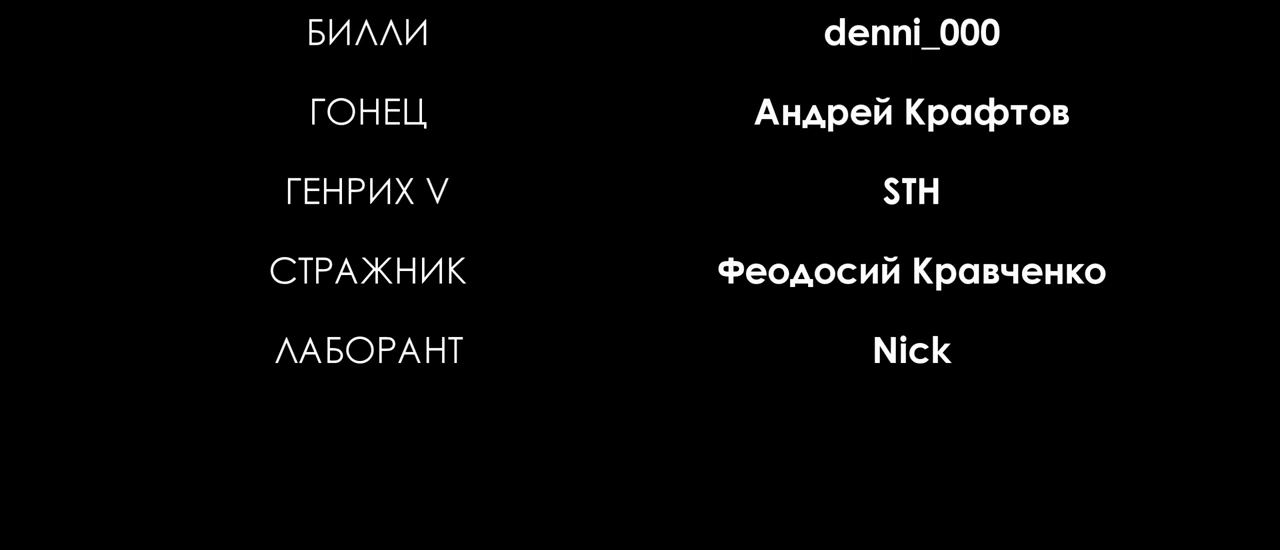 БИЛЛИ denni_000
ГОНЕЦ Андрей Крафтов
ГЕНРИХ V STH
СТРАЖНИК Феодосий Кравченко
ЛАБОРАНТ Nick